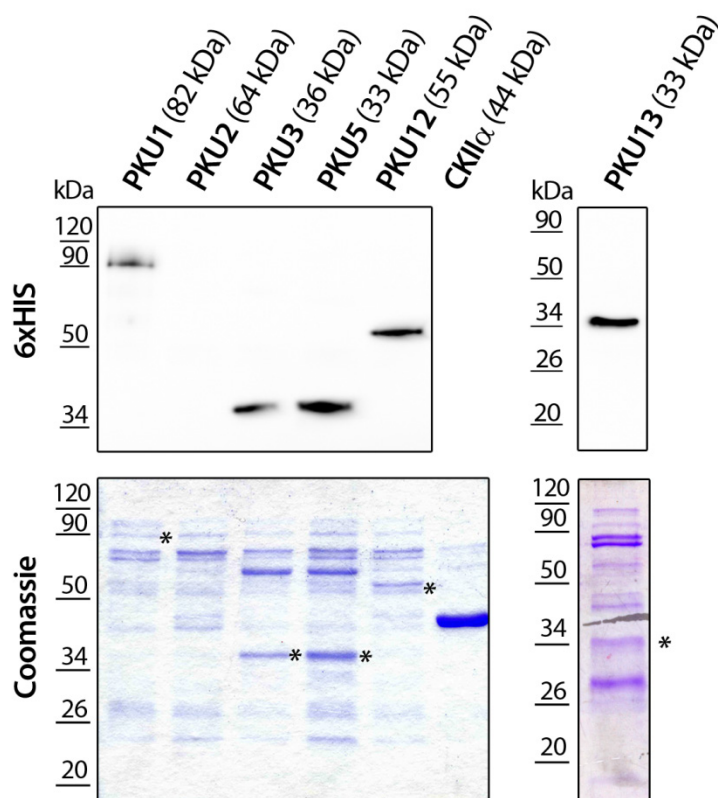 PKU1 (82 kDa)
PKU2 (64 kDa)
PKU3 (36 kDa)
PKU5 (33 kDa)
PKU12 (55 kDa)
CKIIα (44 kDa)
PKU13 (33 kDa)
6xHIS
kDa
120
90
50
34
kDa
90
50
34
26
20
Coomassie
120
90
50
34
26
20
*
*
*
*
120
90
50
34
26
20
*